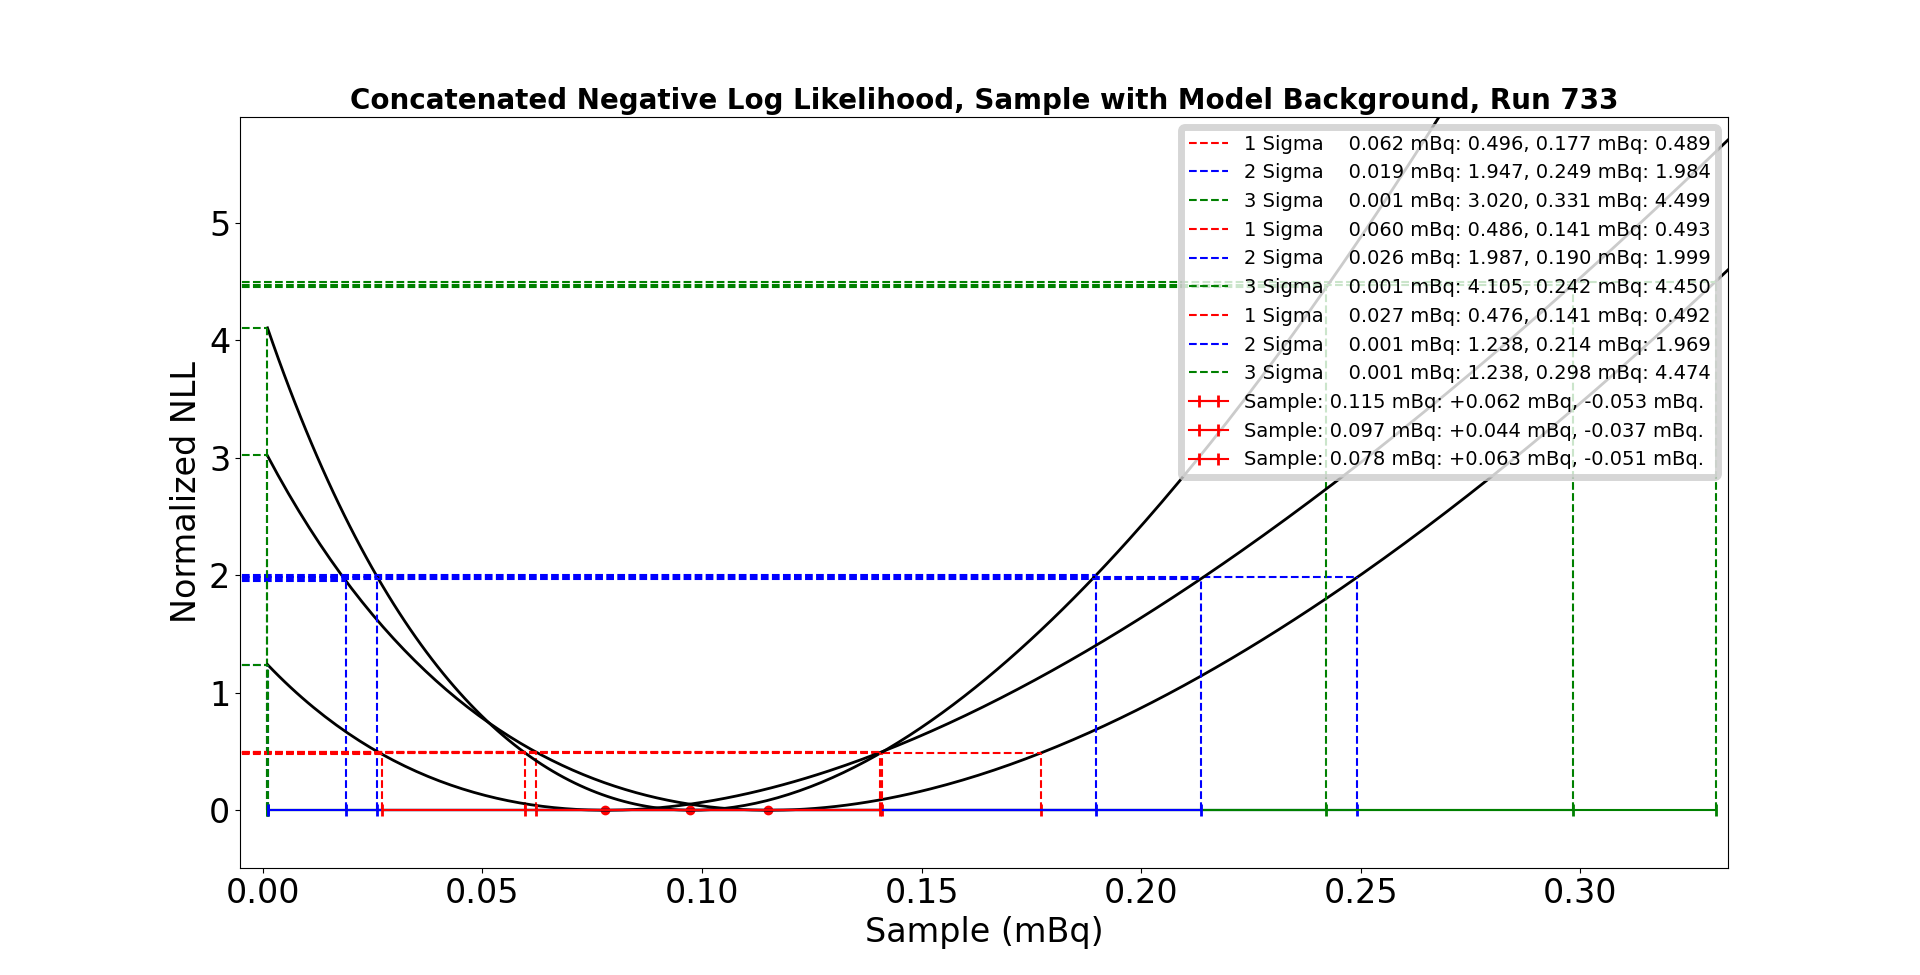 Concatenated Negative Log Likelihood, Sample with Model Background, Run 733
1 Sigma 0.062 mBq: 0.496, 0.177 mBq: 0.489
2 Sigma 0.019 mBq: 1.947, 0.249 mBq: 1.984
3 Sigma 0.001 mBq: 3.020, 0.331 mBq: 4.499
1 Sigma 0.060 mBq: 0.486, 0.141 mBq: 0.493
2 Sigma 0.026 mBq: 1.987, 0.190 mBq: 1.999
3 Sigma 0.001 mBq: 4.105, 0.242 mBq: 4.450
1 Sigma 0.027 mBq: 0.476, 0.141 mBq: 0.492
2 Sigma 0.001 mBq: 1.238, 0.214 mBq: 1.969
3 Sigma 0.001 mBq: 1.238, 0.298 mBq: 4.474
Sample: 0.115 mBq: +0.062 mBq, -0.053 mBq.
Sample: 0.097 mBq: +0.044 mBq, -0.037 mBq.
Sample: 0.078 mBq: +0.063 mBq, -0.051 mBq.
Normalized NLL
5
4
3
2
1
0
0.00 0.05 0.10 0.15 0.20 0.25 0.30
Sample (mBq)